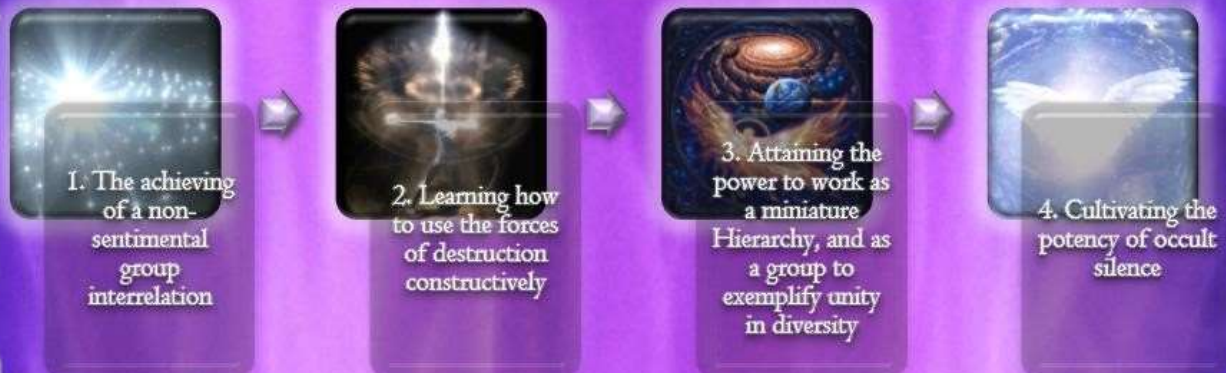 1. The achieving
of a non-
sentimental
group
interrelation
2. Learning how
to use the forces
of destruction
constructively
3. Attaining the
power to work as
a miniature
Hierarchy, and as
a group to
exemplify unity
in diversity
4. Cultivating the
potency of occult
silence